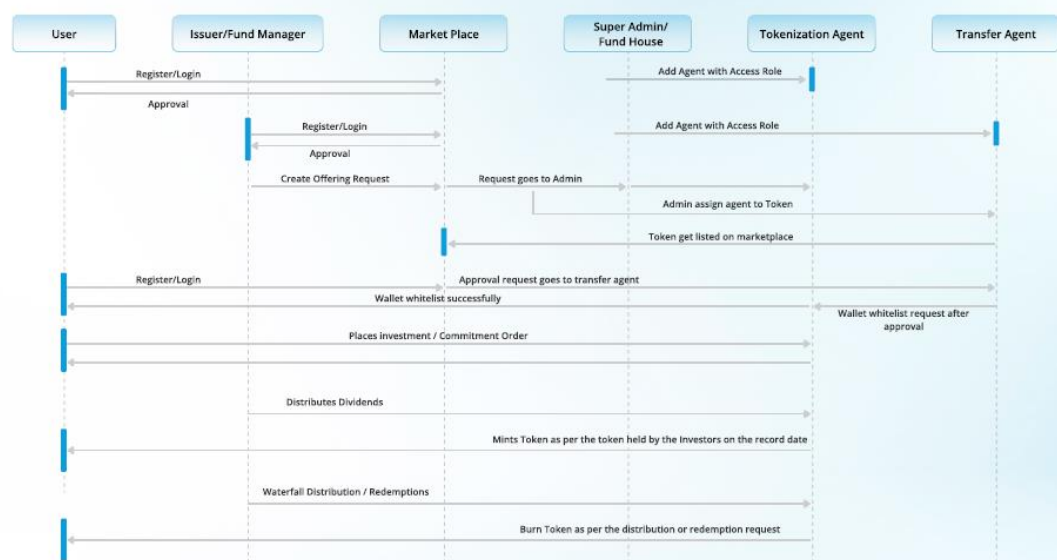 User
Issuer/Fund Manager
Market Place
Super Admin/
Fund House
Tokenization Agent
Transfer Agent
Register/Login
Add Agent with Access Role
Approval
Register/Login
Add Agent with Access Role
Approval
Create Offering Request
Request goes to Admin
Admin assign agent to Token
Token get listed on marketplace
Register/Login
Approval request goes to transfer agent
Wallet whitelist successfully
Wallet whitelist request after
approval
Places investment / Commitment Order
Distributes Dividends
Mints Token as per the token held by the Investors on the record date
Waterfall Distribution / Redemptions
Burn Token as per the distribution or redemption request